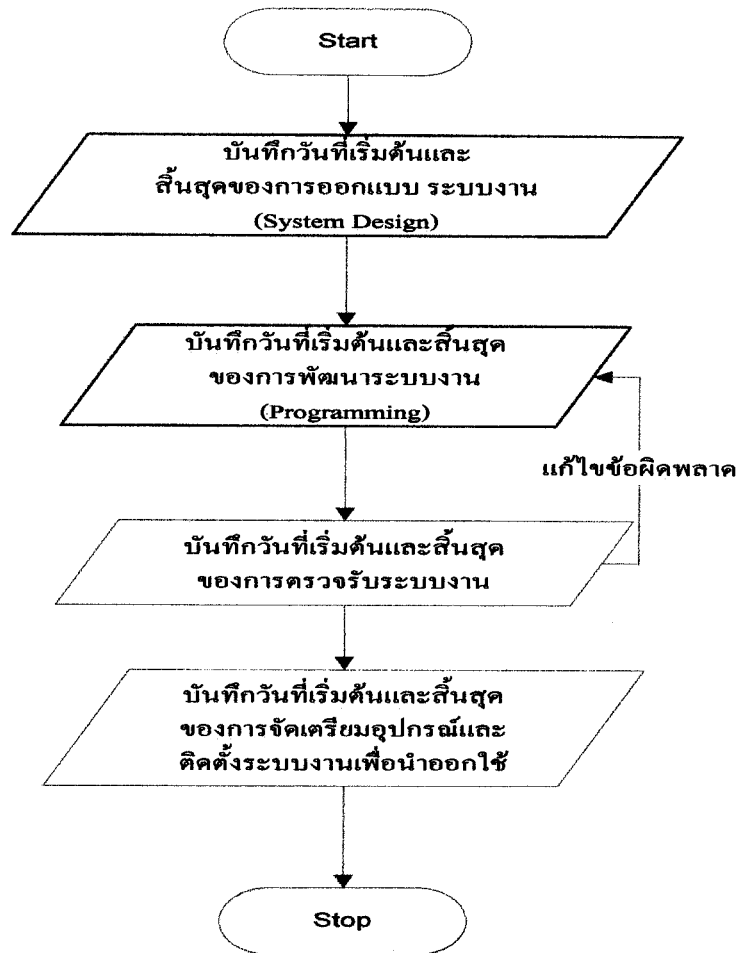 Start
บันทึกวันที่เริ่มต้นและ
สิ้นสุดของการออกแบบ ระบบงาน
(System Design)
บันทึกวันที่เริ่มต้นและสิ้นสุด
ของการพัฒนาระบบงาน
(Programming)
แก้ไขข้อผิดพลาด
บันทึกวันที่เริ่มต้นและสิ้นสุด
ของการตรวจรับระบบงาน
บันทึกวันที่เริ่มต้นและสิ้นสุด
ของการจัดเตรียมอุปกรณ์และ
ติดตั้งระบบงานเพื่อนำออกใช้
Stop